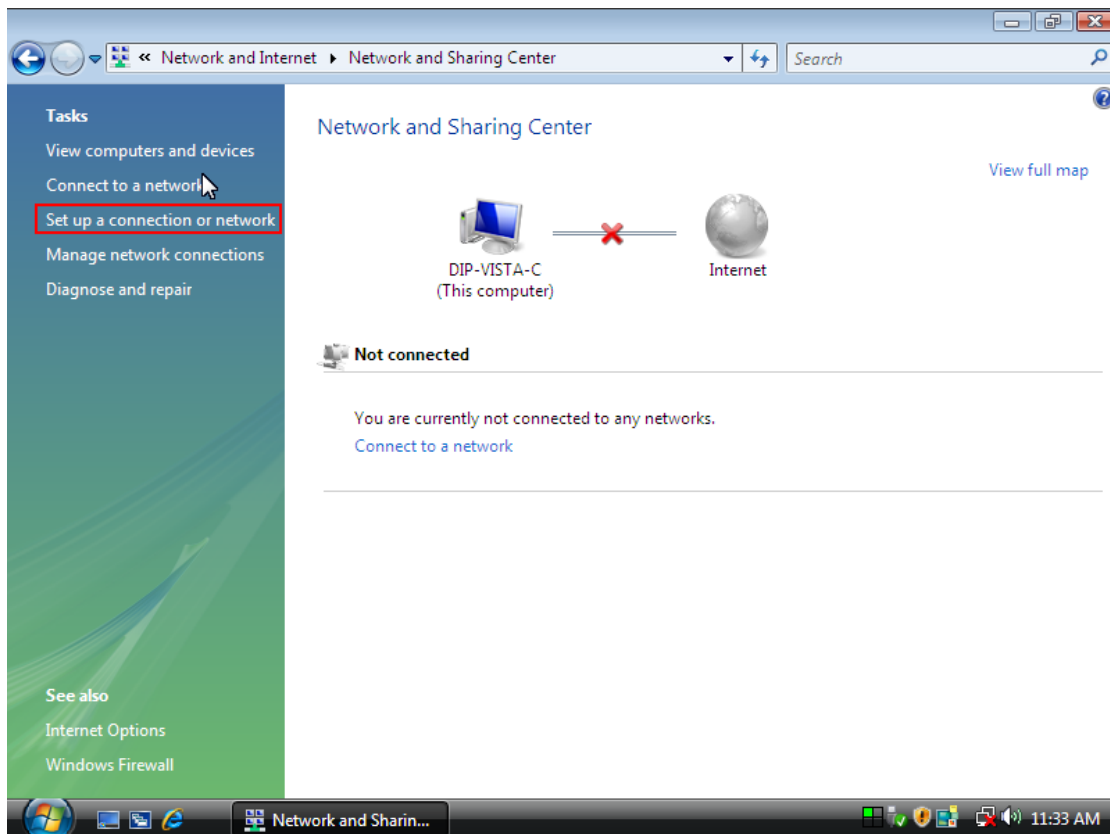 « Network and Internet ▸ Network and Sharing Center
Search
Tasks
View computers and devices
Connect to a network
Set up a connection or network
Manage network connections
Diagnose and repair
Network and Sharing Center
View full map
DIP-VISTA-C
(This computer)
Internet
Not connected
You are currently not connected to any networks.
Connect to a network
See also
Internet Options
Windows Firewall
Network and Sharin...
11:33 AM